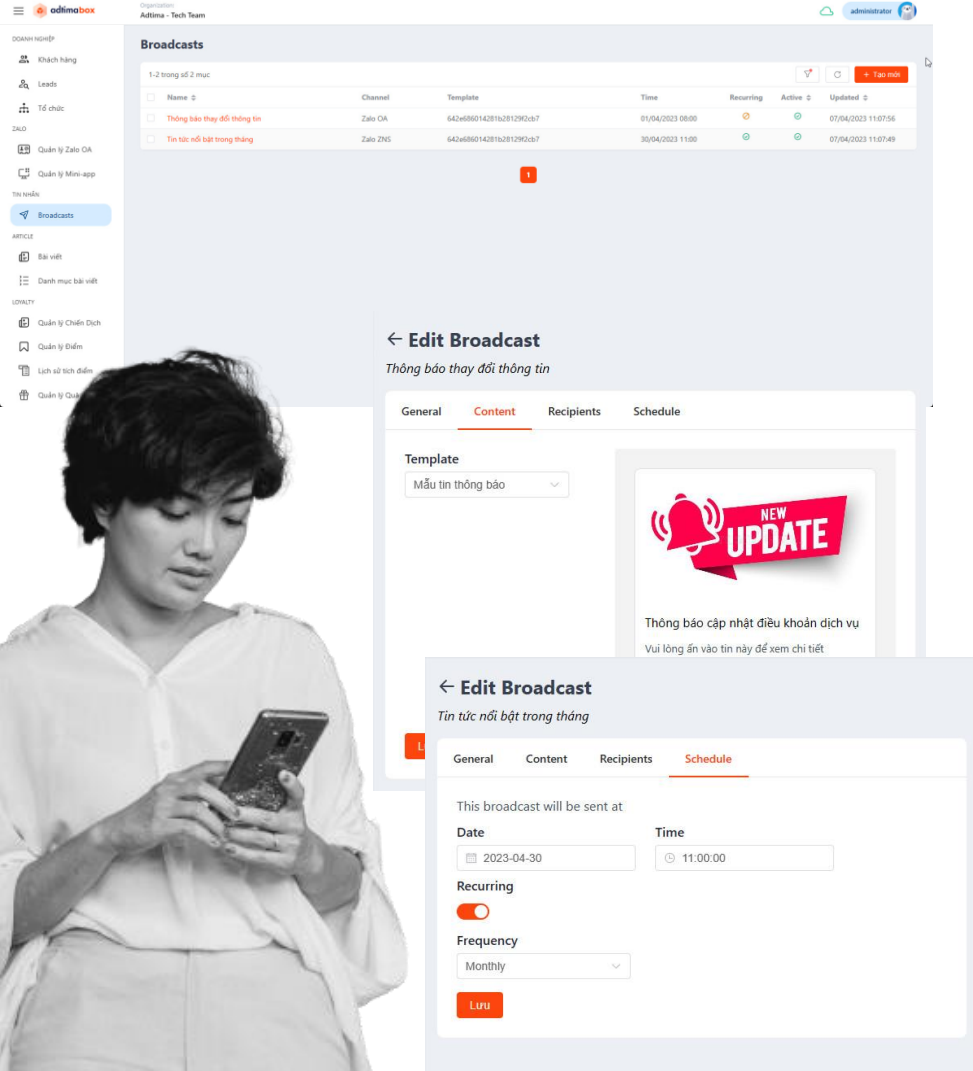 adtimabox
Organization
Adtima - Tech Team
administrator
DOANH NGHIỆP
Khách hàng
Leads
Tổ chức
ZALO
Quản lý Zalo OA
Quản lý Mini-app
TIN NHẮN
Broadcasts
ARTICLE
Bài viết
Danh mục bài viết
LOYALTY
Quản lý Chiến Dịch
Quản lý Điểm
Lịch sử tích điểm
Quản lý
Broadcasts
1-2 trong số 2 mục
+ Tạo mới
Name Channel Template Time Recurring Active Updated
Thông báo thay đổi thông tin Zalo OA 642e686014281b28129f2cb7 01/04/2023 08:00 07/04/2023 11:07:56
Tin tức nổi bật trong tháng Zalo ZNS 642e686014281b28129f2cb7 30/04/2023 11:00 07/04/2023 11:07:49
1
← Edit Broadcast
Thông báo thay đổi thông tin
General Content Recipients Schedule
Template
Mẫu tin thông báo
NEW
UPDATE
Thông báo cập nhật điều khoản dịch vụ
Vui lòng ấn vào tin này để xem chi tiết
← Edit Broadcast
Tin tức nổi bật trong tháng
General Content Recipients Schedule
This broadcast will be sent at
Date Time
2023-04-30 11:00:00
Recurring
Frequency
Monthly
Lưu